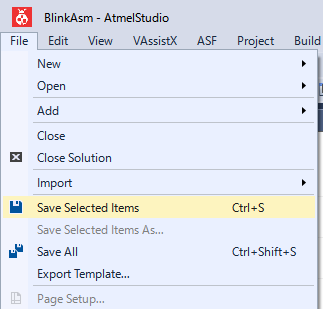 BlinkAsm - AtmelStudio
File Edit View VAssistX ASF Project Build
New
Open
Add
Close
Close Solution
Import
Save Selected Items Ctrl+S
Save Selected Items As...
Save All Ctrl+Shift+S
Export Template...
Page Setup...